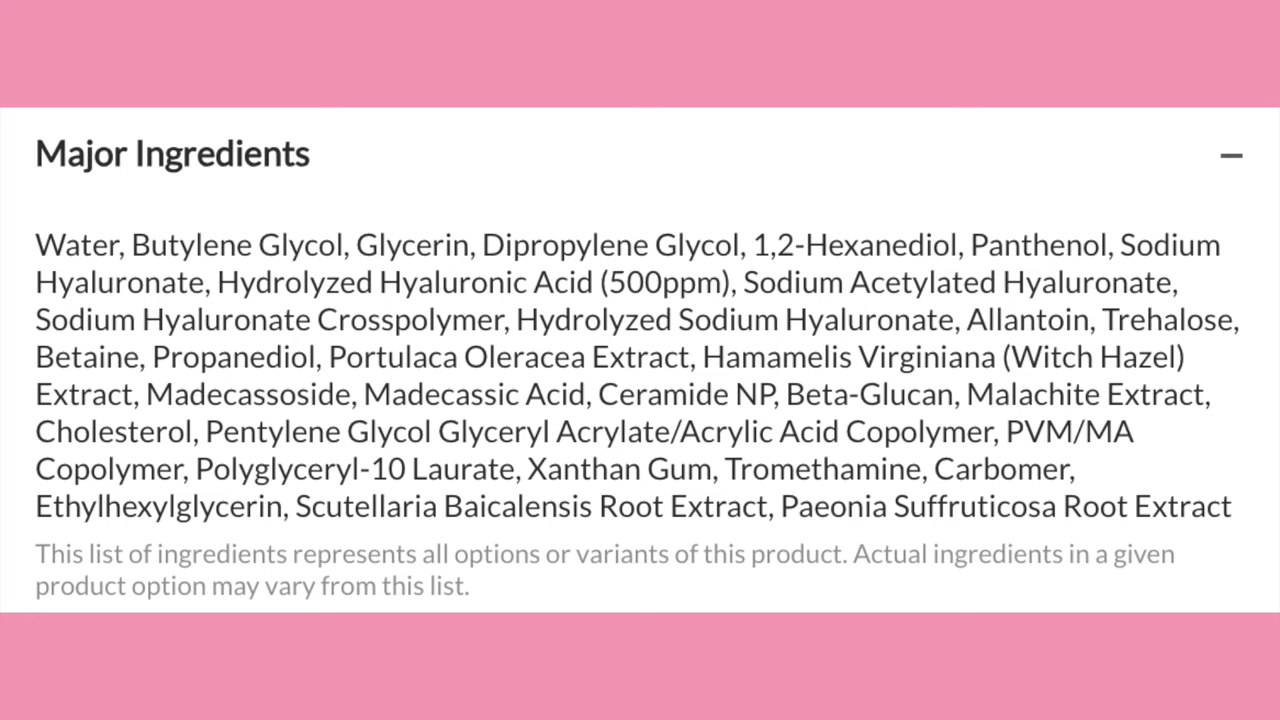 Major Ingredients
Water, Butylene Glycol, Glycerin, Dipropylene Glycol, 1,2-Hexanediol, Panthenol, Sodium
Hyaluronate, Hydrolyzed Hyaluronic Acid (500ppm), Sodium Acetylated Hyaluronate,
Sodium Hyaluronate Crosspolymer, Hydrolyzed Sodium Hyaluronate, Allantoin, Trehalose,
Betaine, Propanediol, Portulaca Oleracea Extract, Hamamelis Virginiana (Witch Hazel)
Extract, Madecassoside, Madecassic Acid, Ceramide NP, Beta-Glucan, Malachite Extract,
Cholesterol, Pentylene Glycol Glyceryl Acrylate/Acrylic Acid Copolymer, PVM/MA
Copolymer, Polyglyceryl-10 Laurate, Xanthan Gum, Tromethamine, Carbomer,
Ethylhexylglycerin, Scutellaria Baicalensis Root Extract, Paeonia Suffruticosa Root Extract
This list of ingredients represents all options or variants of this product. Actual ingredients in a given
product option may vary from this list.